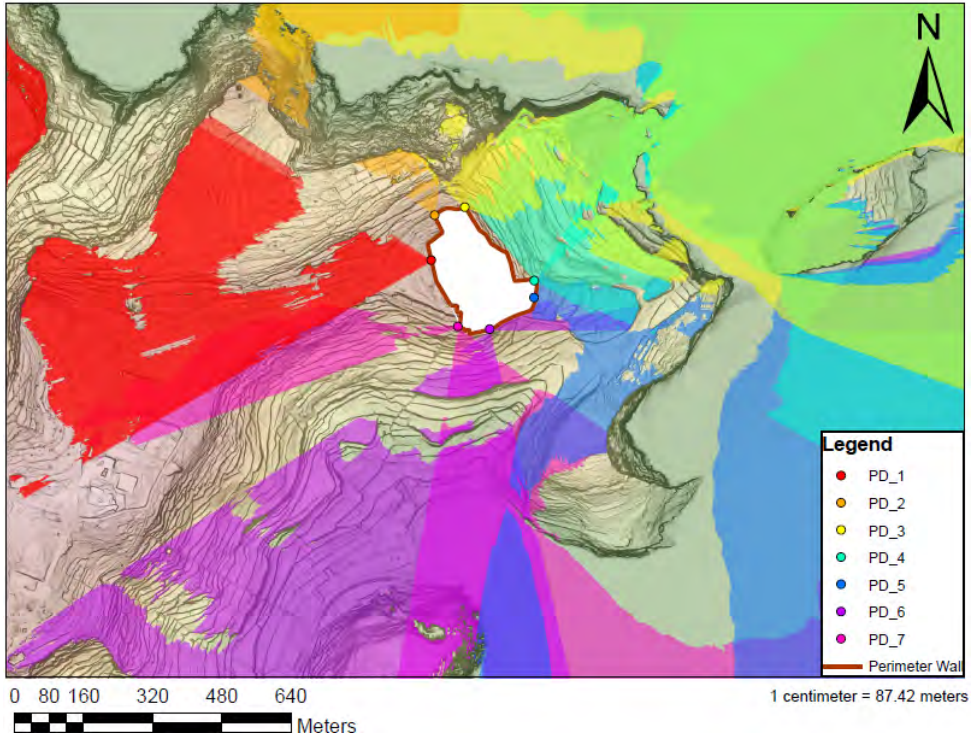 N
Legend
PD_1
PD_2
PD_3
PD_4
PD_5
PD_6
PD_7
Perimeter Wall
0 80 160 320 480 640
Meters
1 centimeter = 87.42 meters